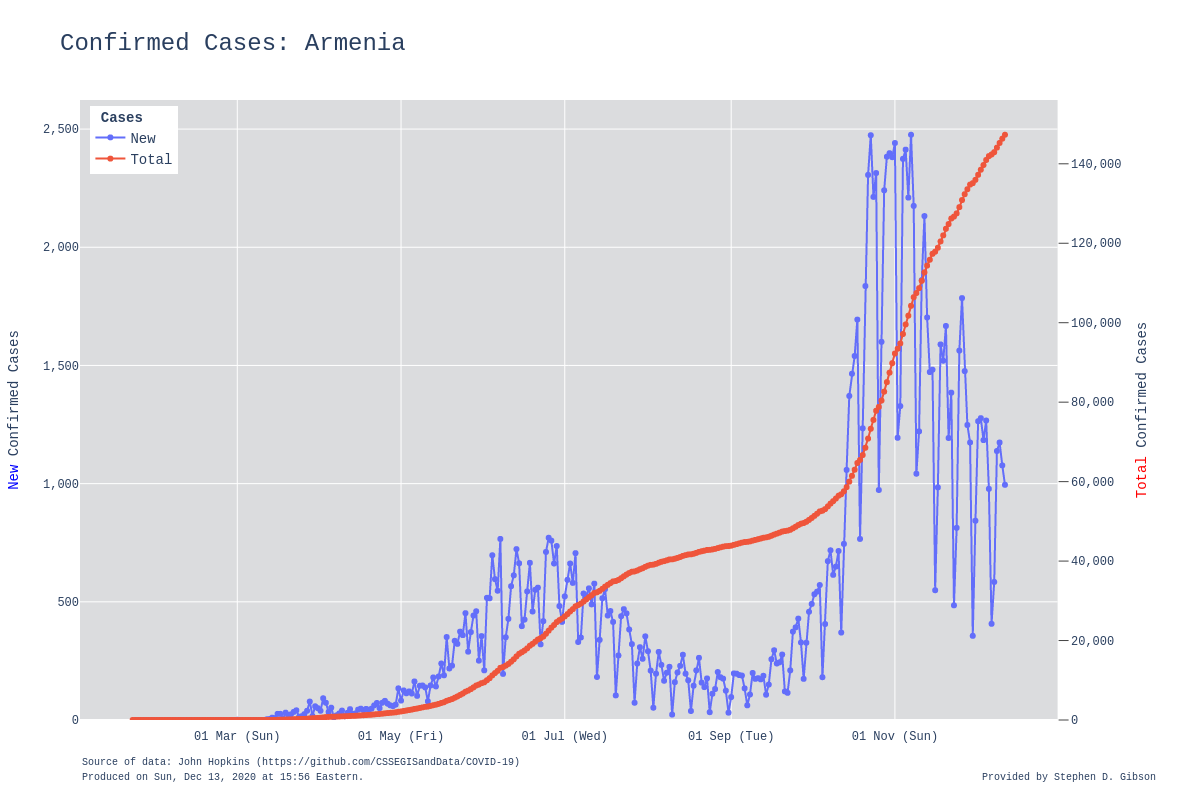 Confirmed Cases: Armenia
Cases
New
Total
2,500
2,000
1,500
1,000
500
0
140,000
120,000
100,000
80,000
60,000
40,000
20,000
0
New Confirmed Cases
Total Confirmed Cases
01 Mar (Sun)
01 May (Fri)
01 Jul (Wed)
01 Sep (Tue)
01 Nov (Sun)
Source of data: John Hopkins (https://github.com/CSSEGISandData/COVID-19)
Produced on Sun, Dec 13, 2020 at 15:56 Eastern.
Provided by Stephen D. Gibson